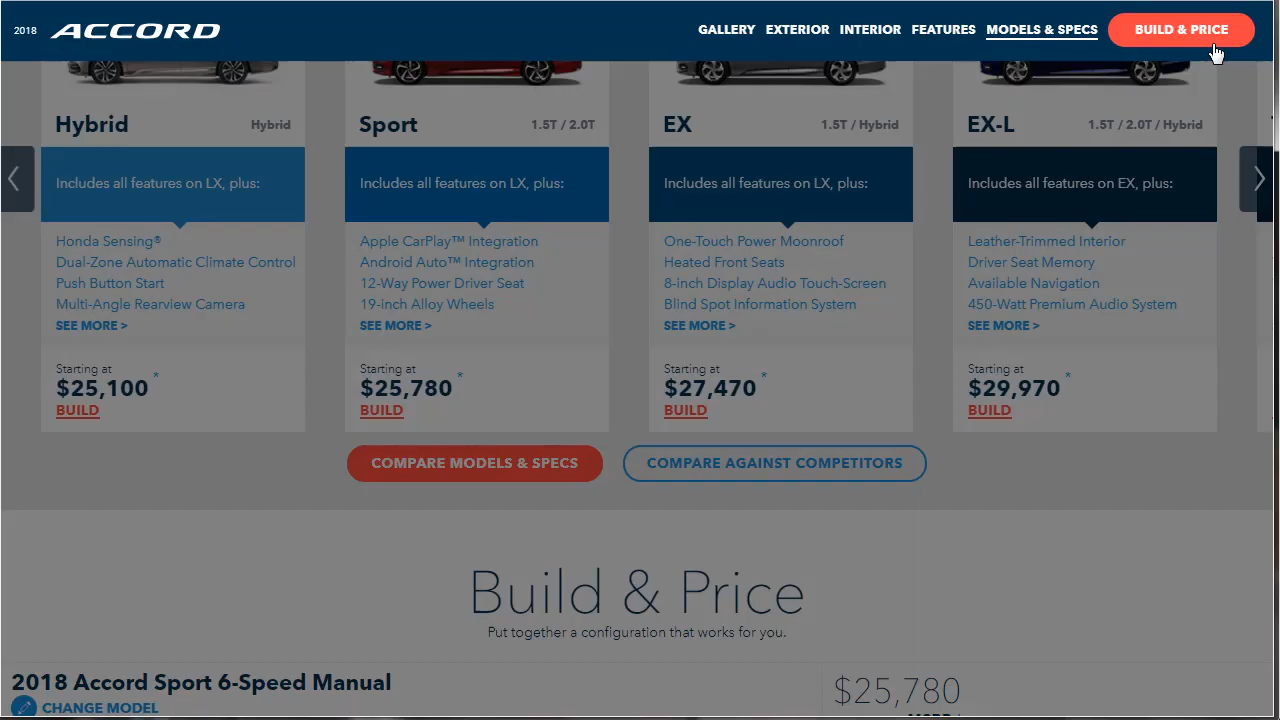 2018 ACCORD
GALLERY EXTERIOR INTERIOR FEATURES MODELS & SPECS BUILD & PRICE
Hybrid Hybrid
Includes all features on LX, plus:
Honda Sensing®
Dual-Zone Automatic Climate Control
Push Button Start
Multi-Angle Rearview Camera
SEE MORE >
Starting at
$25,100 *
BUILD
Sport 1.5T / 2.0T
Includes all features on LX, plus:
Apple CarPlay™ Integration
Android Auto™ Integration
12-Way Power Driver Seat
19-inch Alloy Wheels
SEE MORE >
Starting at
$25,780 *
BUILD
EX 1.5T / Hybrid
Includes all features on LX, plus:
One-Touch Power Moonroof
Heated Front Seats
8-inch Display Audio Touch-Screen
Blind Spot Information System
SEE MORE >
Starting at
$27,470 *
BUILD
EX-L 1.5T / 2.0T / Hybrid
Includes all features on EX, plus:
Leather-Trimmed Interior
Driver Seat Memory
Available Navigation
450-Watt Premium Audio System
SEE MORE >
Starting at
$29,970 *
BUILD
COMPARE MODELS & SPECS COMPARE AGAINST COMPETITORS
Build & Price
Put together a configuration that works for you.
2018 Accord Sport 6-Speed Manual
CHANGE MODEL
$25,780